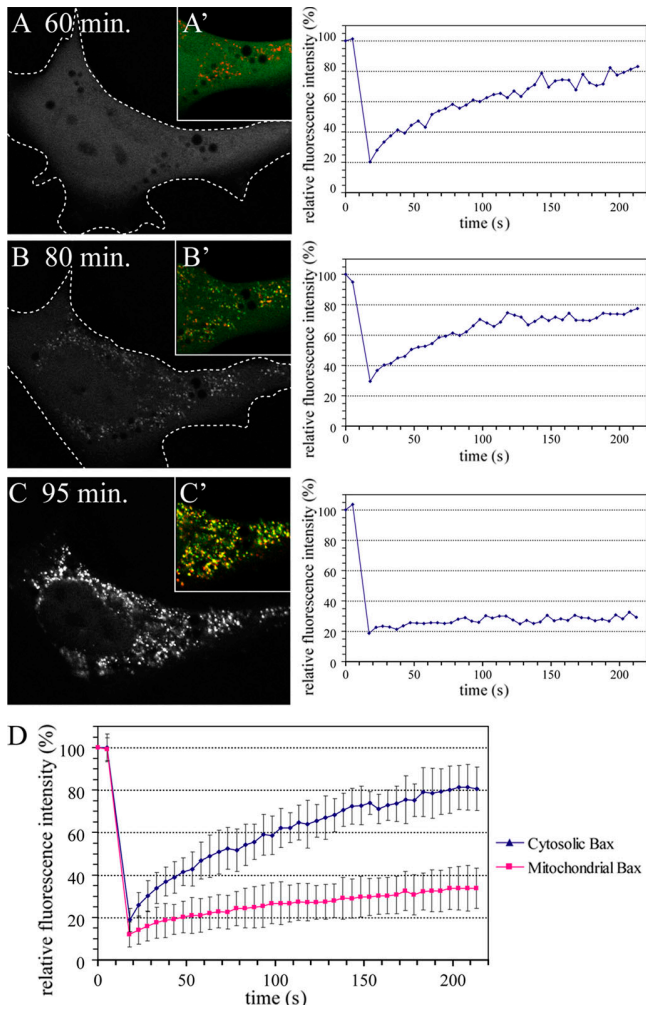 A 60 min.
A'
relative fluorescence intensity (%)
100
80
60
40
20
0
0 50 100 150 200
time (s)
B 80 min.
B'
relative fluorescence intensity (%)
100
80
60
40
20
0
0 50 100 150 200
time (s)
C 95 min.
C'
relative fluorescence intensity (%)
100
80
60
40
20
0
0 50 100 150 200
time (s)
D
relative fluorescence intensity (%)
100
80
60
40
20
0
0 50 100 150 200
time (s)
Cytosolic Bax
Mitochondrial Bax